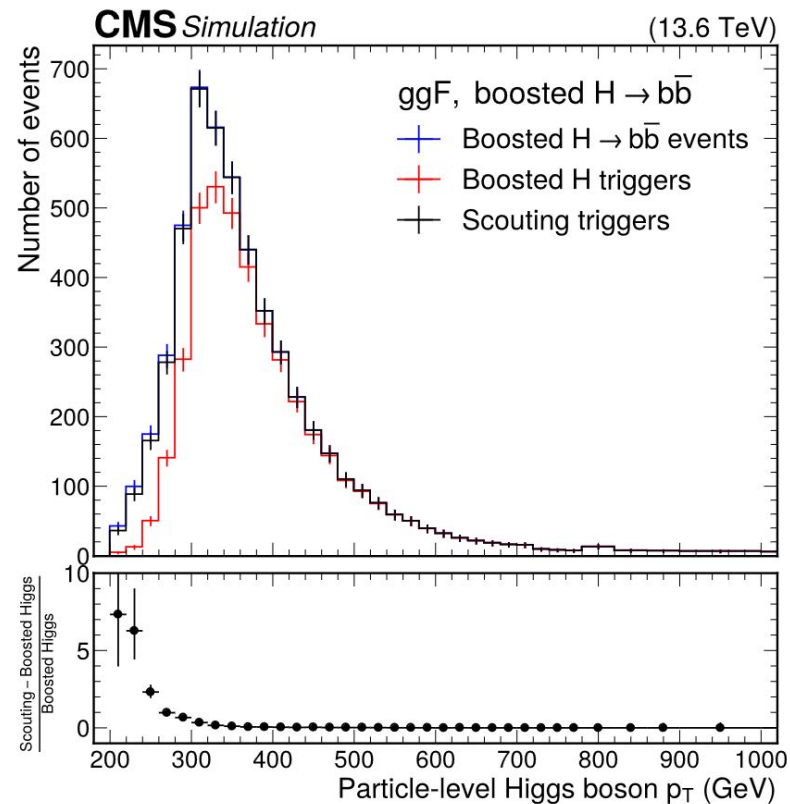 CMS Simulation (13.6 TeV)
Number of events
700
600
500
400
300
200
100
0
ggF, boosted H → bb̅
Boosted H → bb̅ events
Boosted H triggers
Scouting triggers
Scouting − Boosted Higgs
Boosted Higgs
10
5
0
200 300 400 500 600 700 800 900 1000
Particle-level Higgs boson p_T (GeV)